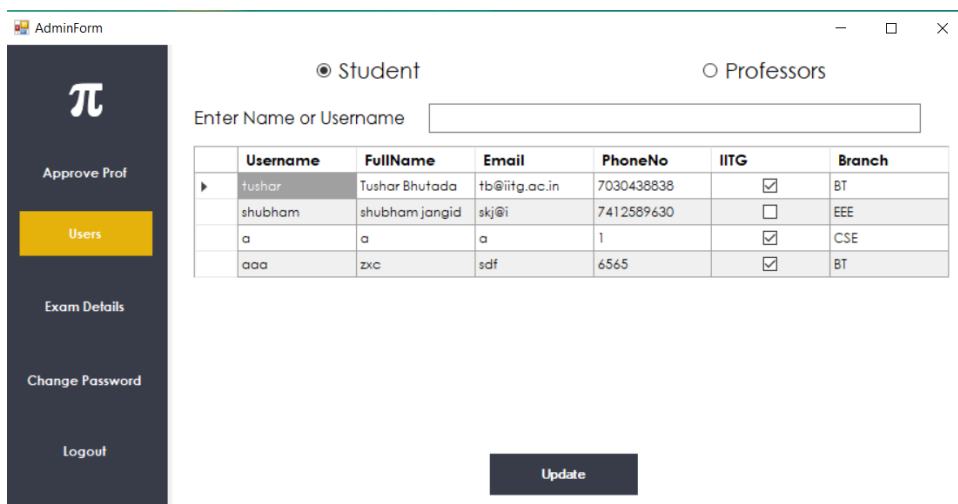 AdminForm
π
Approve Prof
Users
Exam Details
Change Password
Logout
Student Professors
Enter Name or Username
Username FullName Email PhoneNo IITG Branch
tushar Tushar Bhutada tb@iitg.ac.in 7030438838 BT
shubham shubham jangid skj@i 7412589630 EEE
a a a 1 CSE
aaa zxc sdf 6565 BT
Update